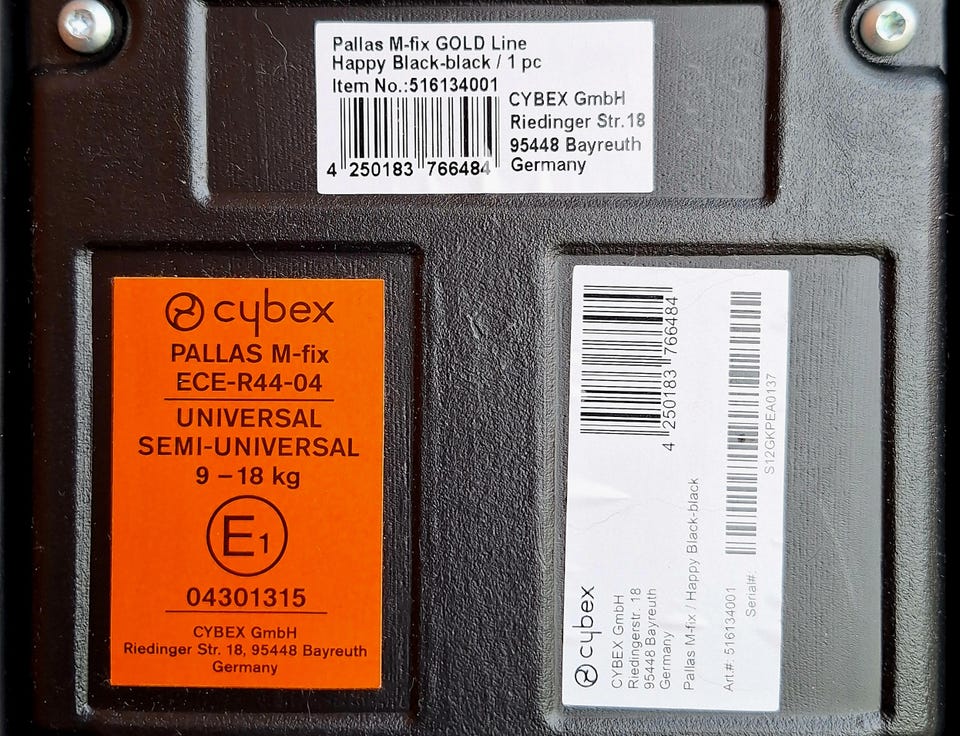 Pallas M-fix GOLD Line
Happy Black-black / 1 pc
Item No.:516134001
4 250183 766484
CYBEX GmbH
Riedinger Str.18
95448 Bayreuth
Germany
cybex
PALLAS M-fix
ECE-R44-04
UNIVERSAL
SEMI-UNIVERSAL
9 – 18 kg
E1
04301315
CYBEX GmbH
Riedinger Str. 18, 95448 Bayreuth
Germany
cybex
CYBEX GmbH
Riedingerstr. 18
95448 Bayreuth
Germany
4 250183 766484
Pallas M-fix / Happy Black-black
Art.#: 516134001
Serial#:
S12GKPEA0137